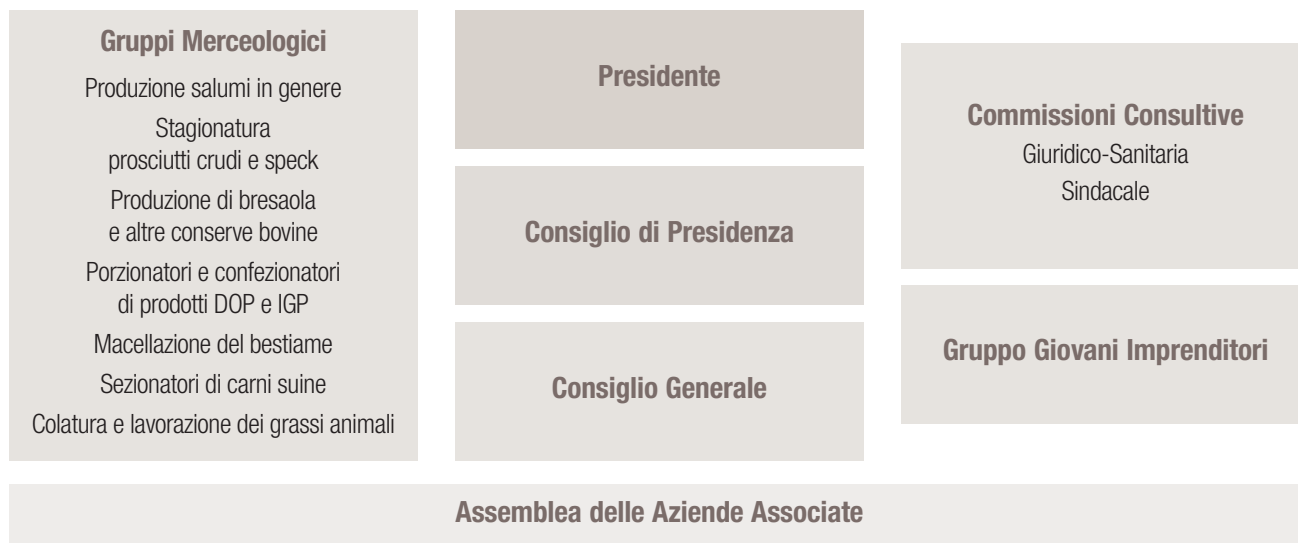 Gruppi Merceologici
Produzione salumi in genere
Stagionatura
prosciutti crudi e speck
Produzione di bresaola
e altre conserve bovine
Porzionatori e confezionatori
di prodotti DOP e IGP
Macellazione del bestiame
Sezionatori di carni suine
Colatura e lavorazione dei grassi animali
Presidente
Consiglio di Presidenza
Consiglio Generale
Commissioni Consultive
Giuridico-Sanitaria
Sindacale
Gruppo Giovani Imprenditori
Assemblea delle Aziende Associate